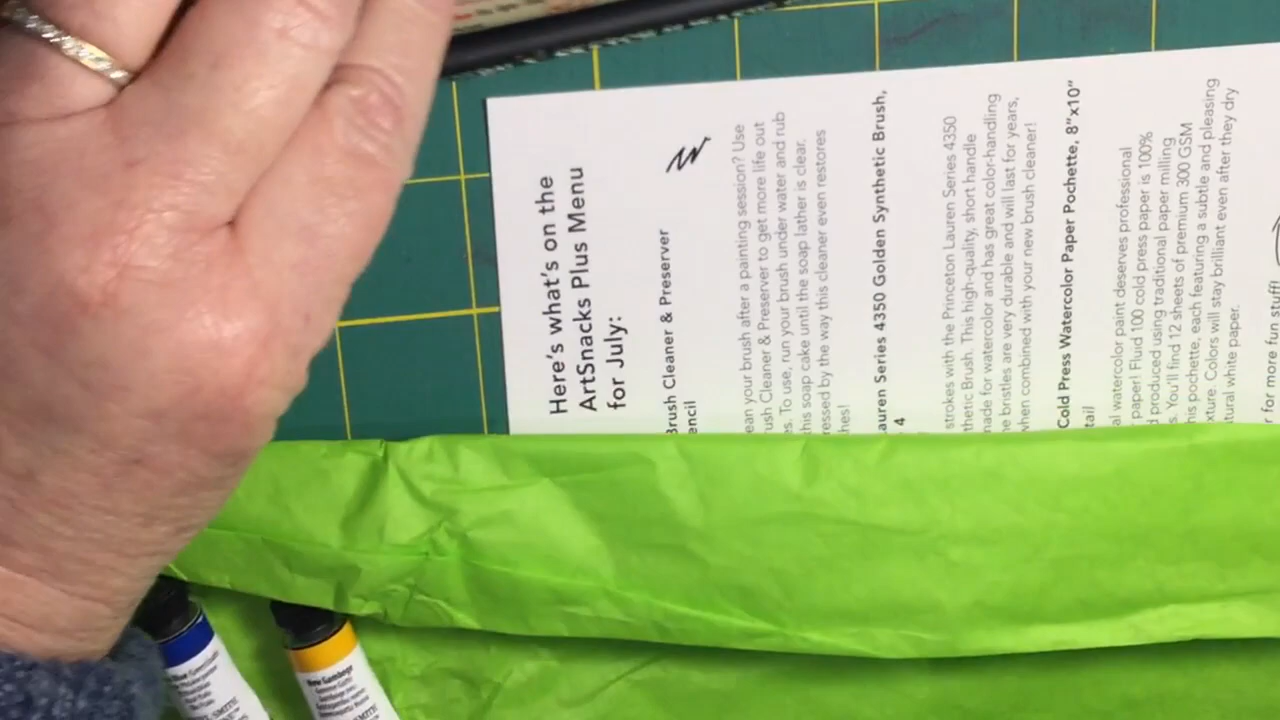 Here's what's on the
ArtSnacks Plus Menu
for July:
Brush Cleaner & Preserver
encil
ean your brush after a painting session? Use
ush Cleaner & Preserver to get more life out
s. To use, run your brush under water and rub
his soap cake until the soap lather is clear.
ressed by the way this cleaner even restores
hes!
auren Series 4350 Golden Synthetic Brush,
4
strokes with the Princeton Lauren Series 4350
thetic Brush. This high-quality, short handle
nade for watercolor and has great color-handling
e bristles are very durable and will last for years,
when combined with your new brush cleaner!
Cold Press Watercolor Paper Pochette, 8"x10"
tail
al watercolor paint deserves professional
paper! Fluid 100 cold press paper is 100%
d produced using traditional paper milling
s. You'll find 12 sheets of premium 300 GSM
his pochette, each featuring a subtle and pleasing
xture. Colors will stay brilliant even after they dry
tural white paper.
r for more fun stuff!
New Gamboge